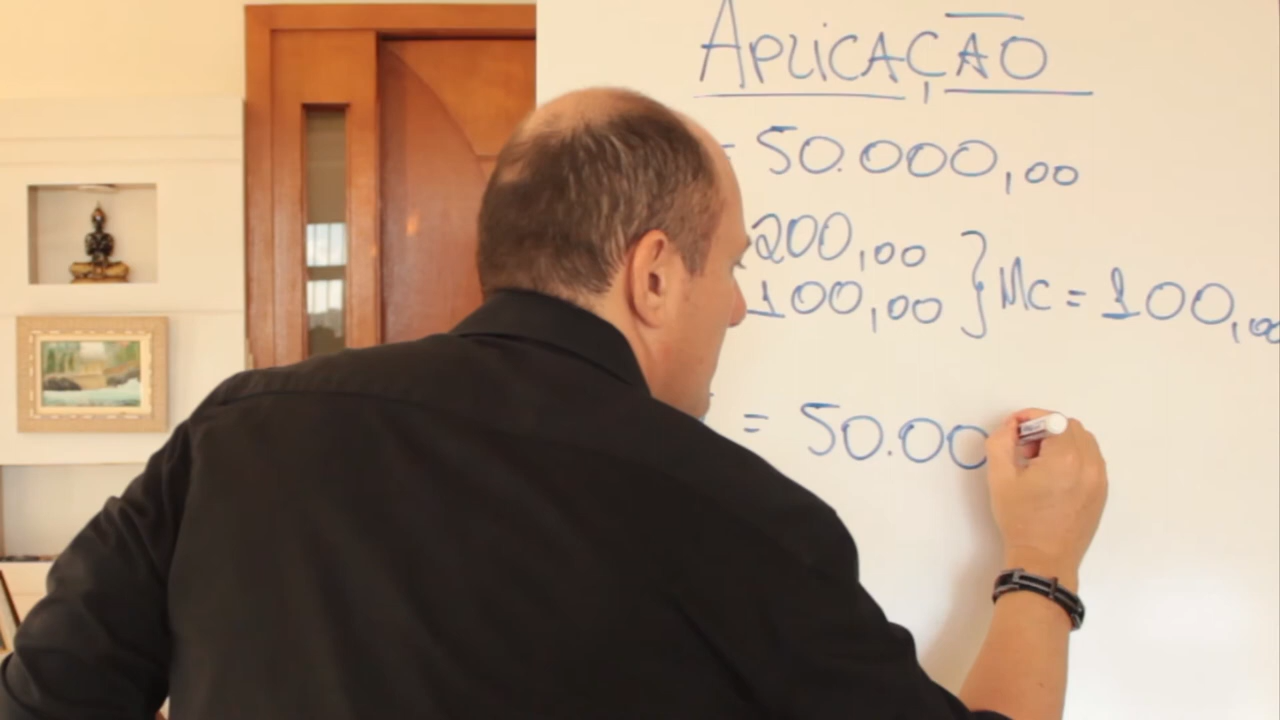 APLICAÇÃO
= 50.000,00
200,00
100,00 } Mc = 100,00
= 50.00